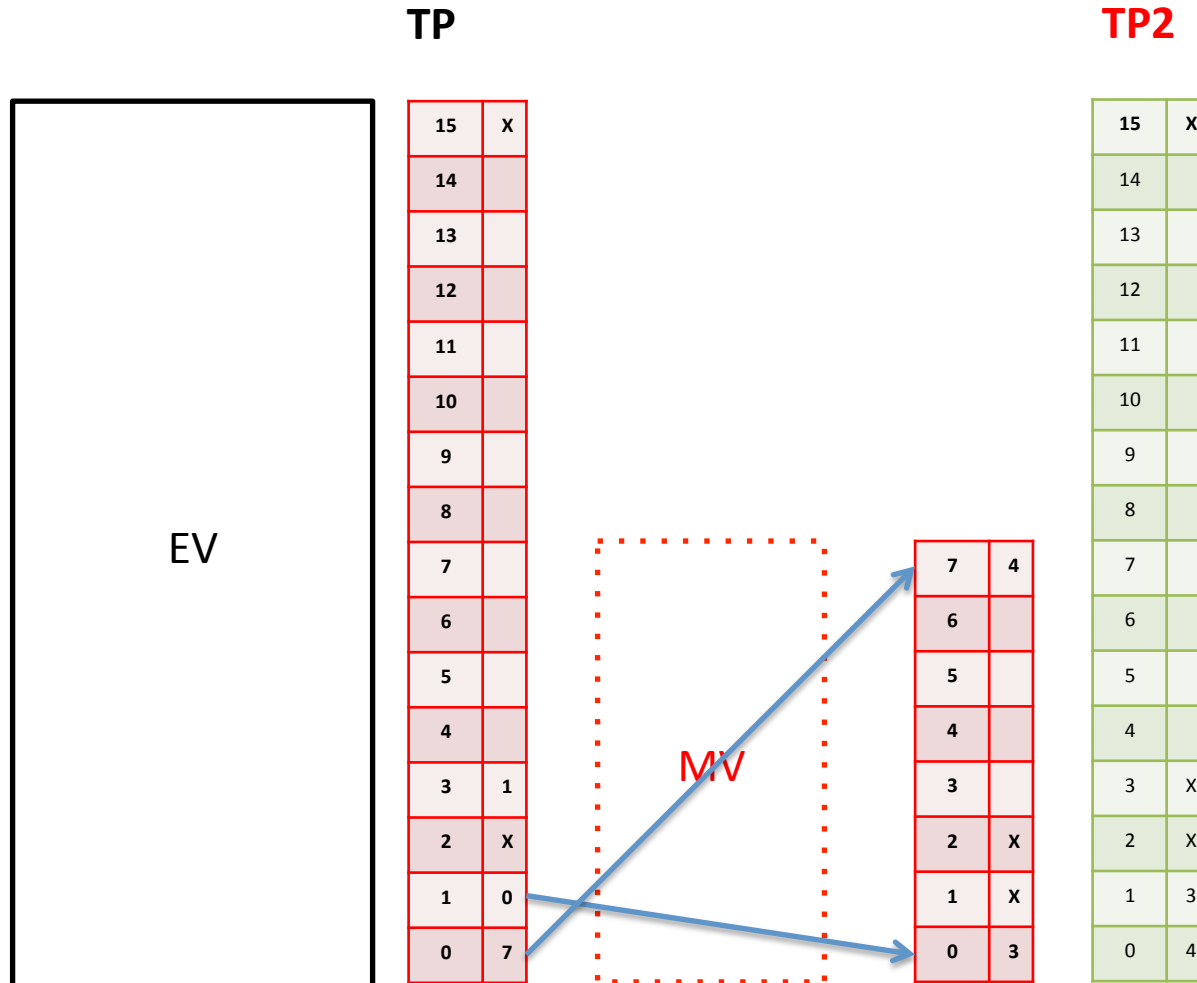 TP TP2
15 X 15 X
14 14
13 13
12 12
11 11
10 10
9 9
8 8
EV
7 7 4 7
6 6 6
5 5 5
4 4 4
MV
3 1 3 3 X
2 X 2 X 2 X
1 0 1 X 1 3
0 7 0 3 0 4